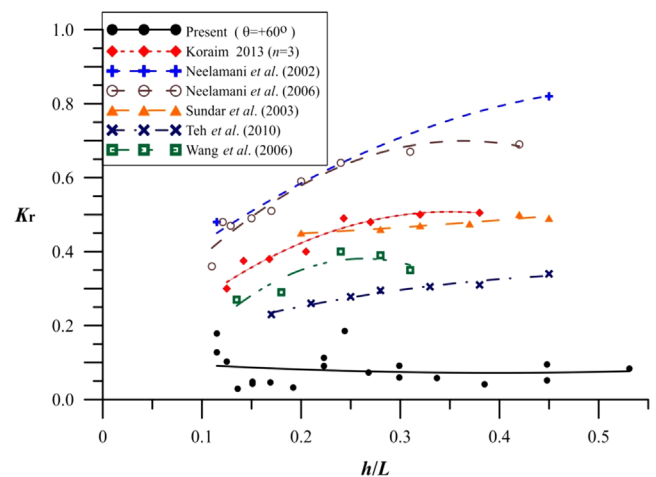 Present ( θ=+60º )
Koraim 2013 (n=3)
Neelamani et al. (2002)
Neelamani et al. (2006)
Sundar et al. (2003)
Teh et al. (2010)
Wang et al. (2006)
1.0
0.8
0.6
Kr
0.4
0.2
0.0
0 0.1 0.2 0.3 0.4 0.5
h/L